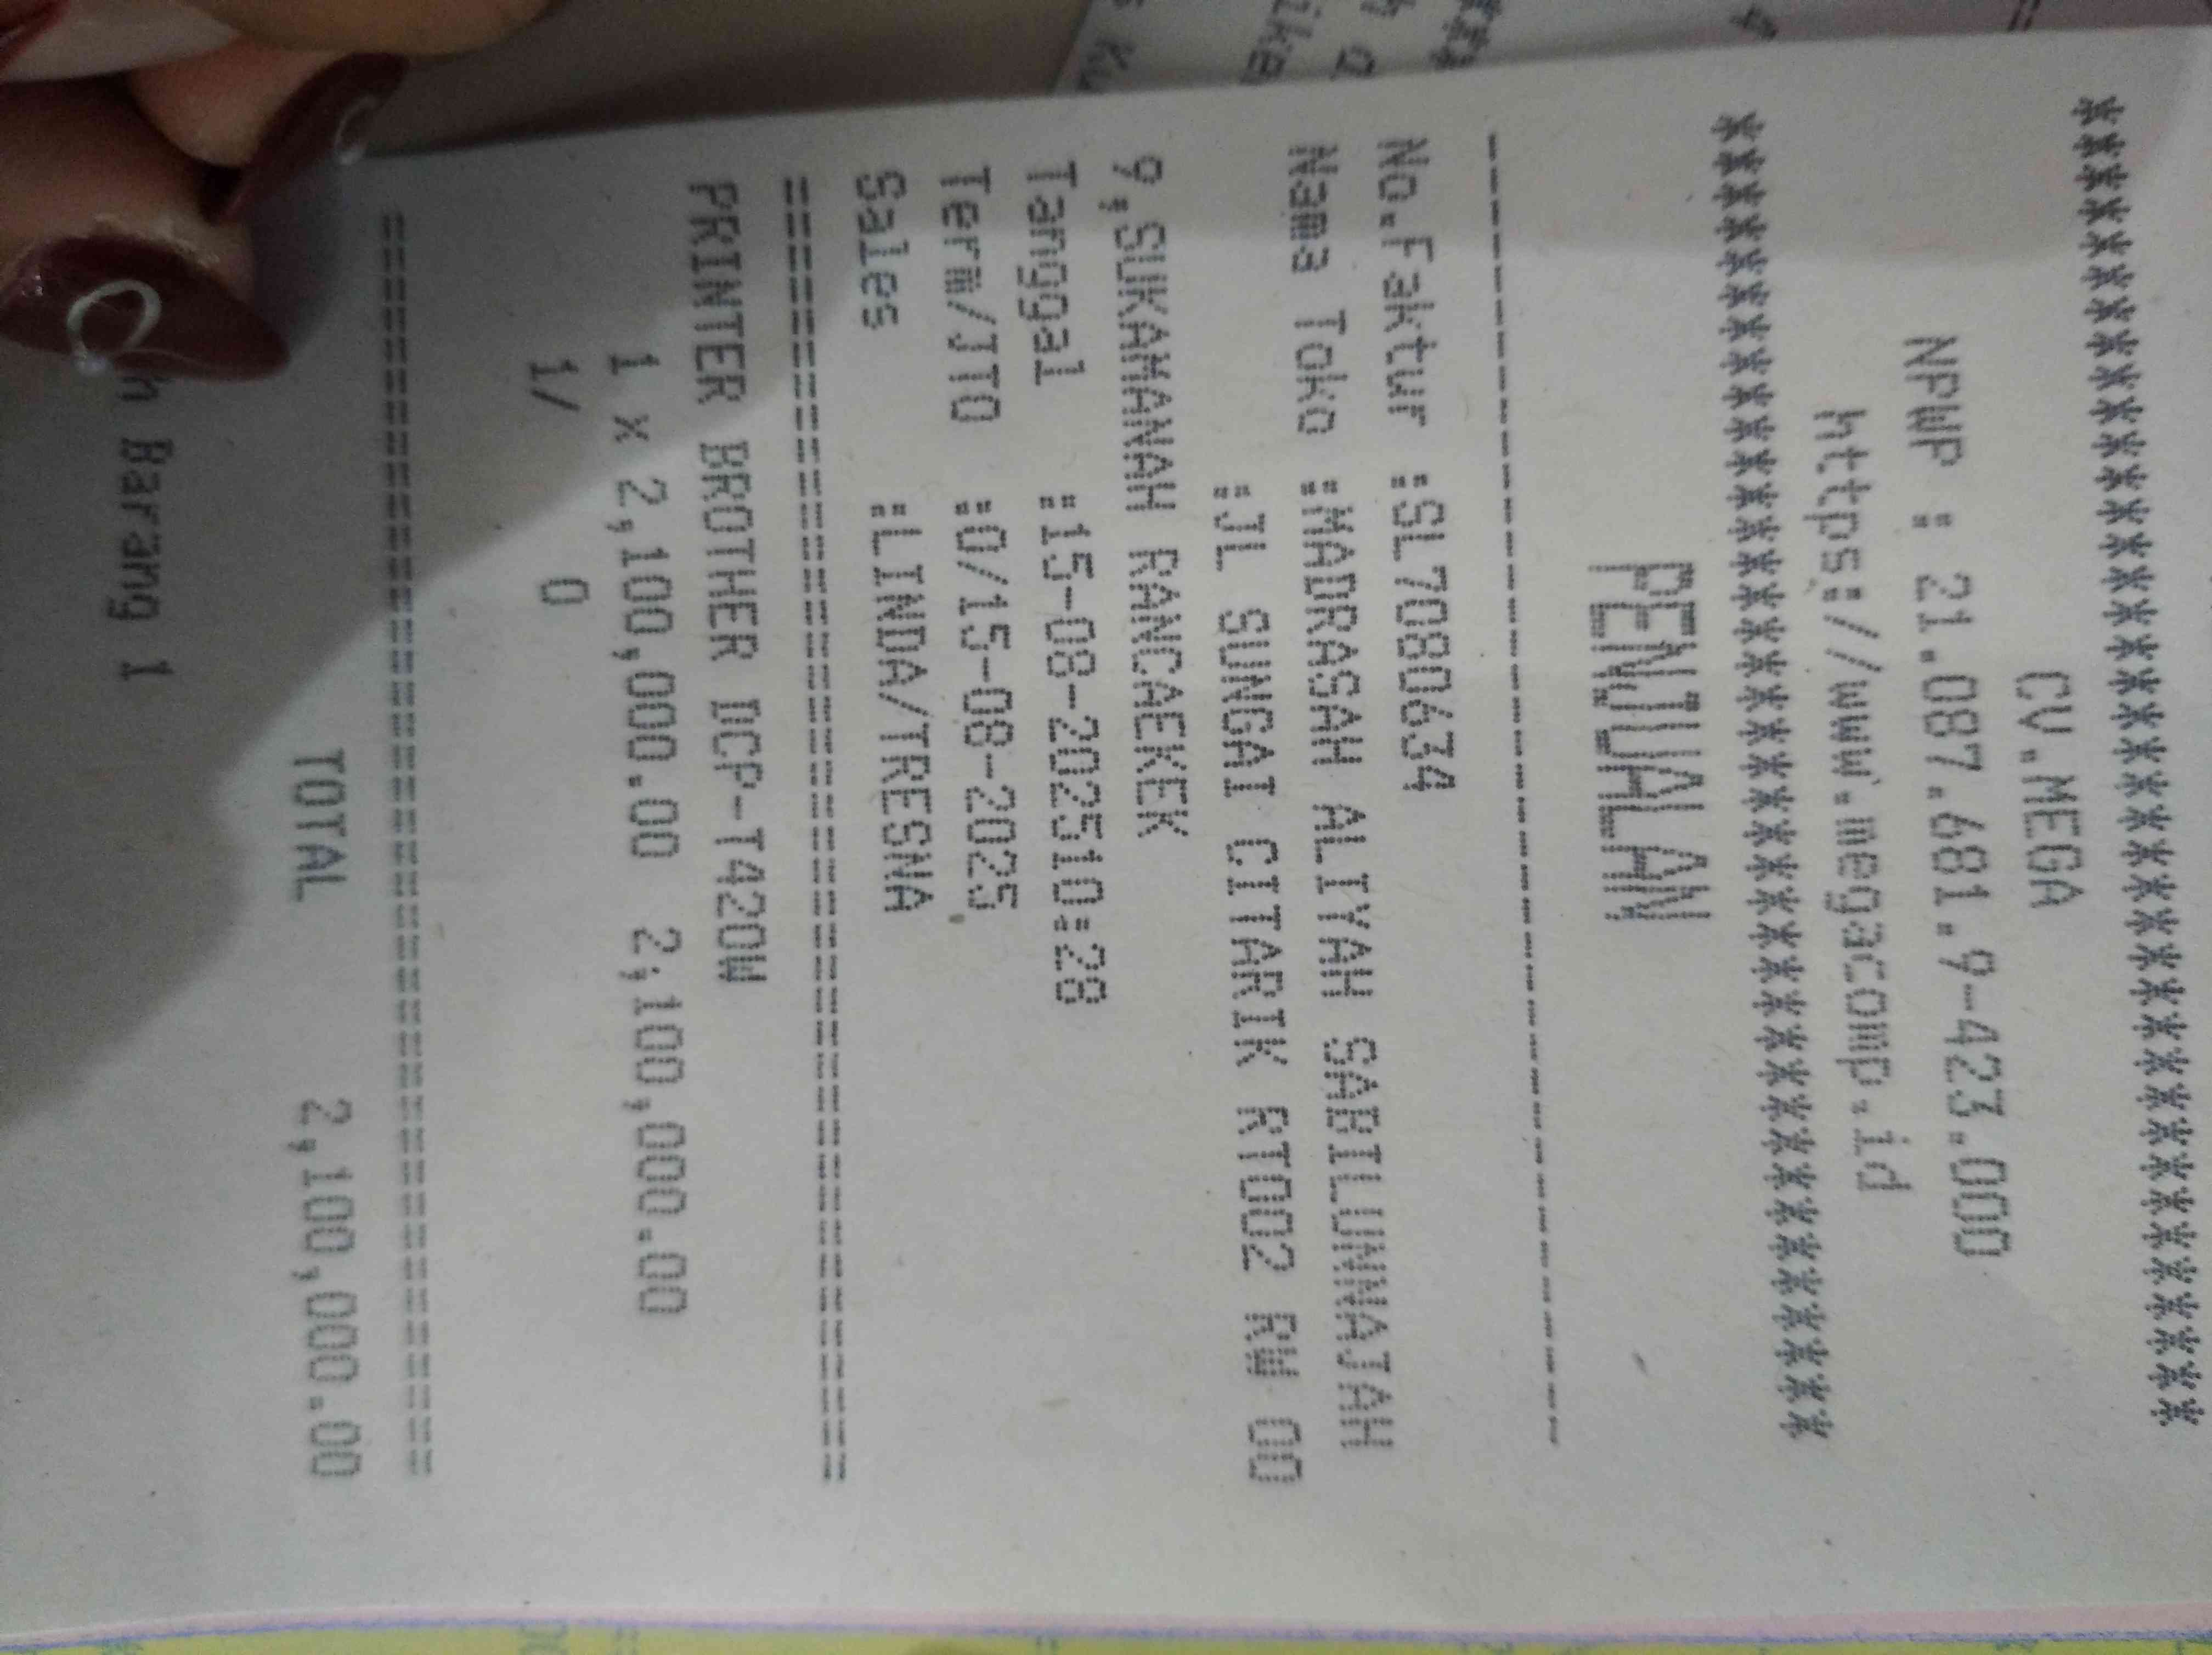 ****************************************
CV.MEGA
NPWP : 21.087.681.9-423.000
https://www.megacomp.id
****************************************
PENJUALAN
----------------------------------------
No.Faktur :SL7080634
Nama Toko :MADRASAH ALIYAH SABILUNNAJAH
:JL SUNGAI CITARIK RT002 RW 00
9,SUKAMANAH RANCAEKEK
Tanggal :15-08-202510:28
Term/JTO :0/15-08-2025
Sales :LINDA/TRESNA
========================================
PRINTER BROTHER DCP-T420W
1 x 2,100,000.00 2,100,000.00
1/ 0
========================================
TOTAL 2,100,000.00
Barang 1